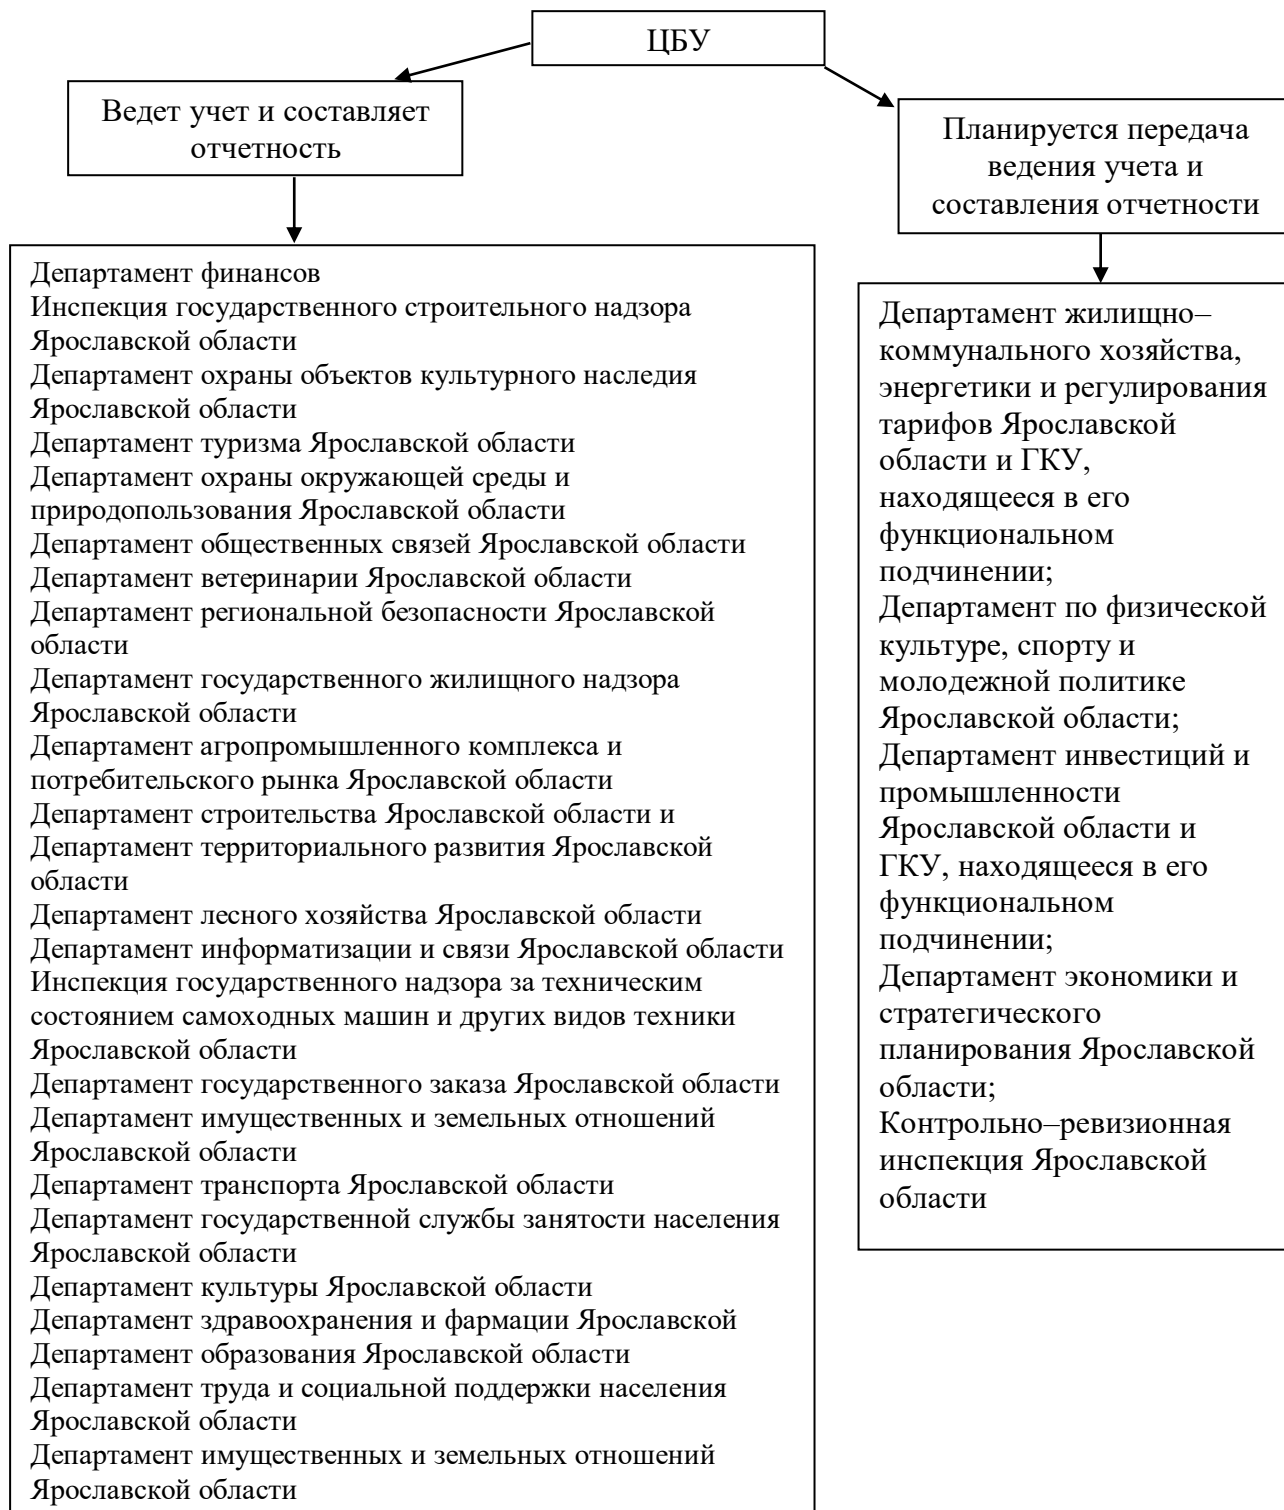 ЦБУ
Ведет учет и составляет
отчетность
Планируется передача
ведения учета и
составления отчетности
Департамент финансов
Инспекция государственного строительного надзора
Ярославской области
Департамент охраны объектов культурного наследия
Ярославской области
Департамент туризма Ярославской области
Департамент охраны окружающей среды и
природопользования Ярославской области
Департамент общественных связей Ярославской области
Департамент ветеринарии Ярославской области
Департамент региональной безопасности Ярославской
области
Департамент государственного жилищного надзора
Ярославской области
Департамент агропромышленного комплекса и
потребительского рынка Ярославской области
Департамент строительства Ярославской области и
Департамент территориального развития Ярославской
области
Департамент лесного хозяйства Ярославской области
Департамент информатизации и связи Ярославской области
Инспекция государственного надзора за техническим
состоянием самоходных машин и других видов техники
Ярославской области
Департамент государственного заказа Ярославской области
Департамент имущественных и земельных отношений
Ярославской области
Департамент транспорта Ярославской области
Департамент государственной службы занятости населения
Ярославской области
Департамент культуры Ярославской области
Департамент здравоохранения и фармации Ярославской
Департамент образования Ярославской области
Департамент труда и социальной поддержки населения
Ярославской области
Департамент имущественных и земельных отношений
Ярославской области
Департамент жилищно–
коммунального хозяйства,
энергетики и регулирования
тарифов Ярославской
области и ГКУ,
находящееся в его
функциональном
подчинении;
Департамент по физической
культуре, спорту и
молодежной политике
Ярославской области;
Департамент инвестиций и
промышленности
Ярославской области и
ГКУ, находящееся в его
функциональном
подчинении;
Департамент экономики и
стратегического
планирования Ярославской
области;
Контрольно–ревизионная
инспекция Ярославской
области